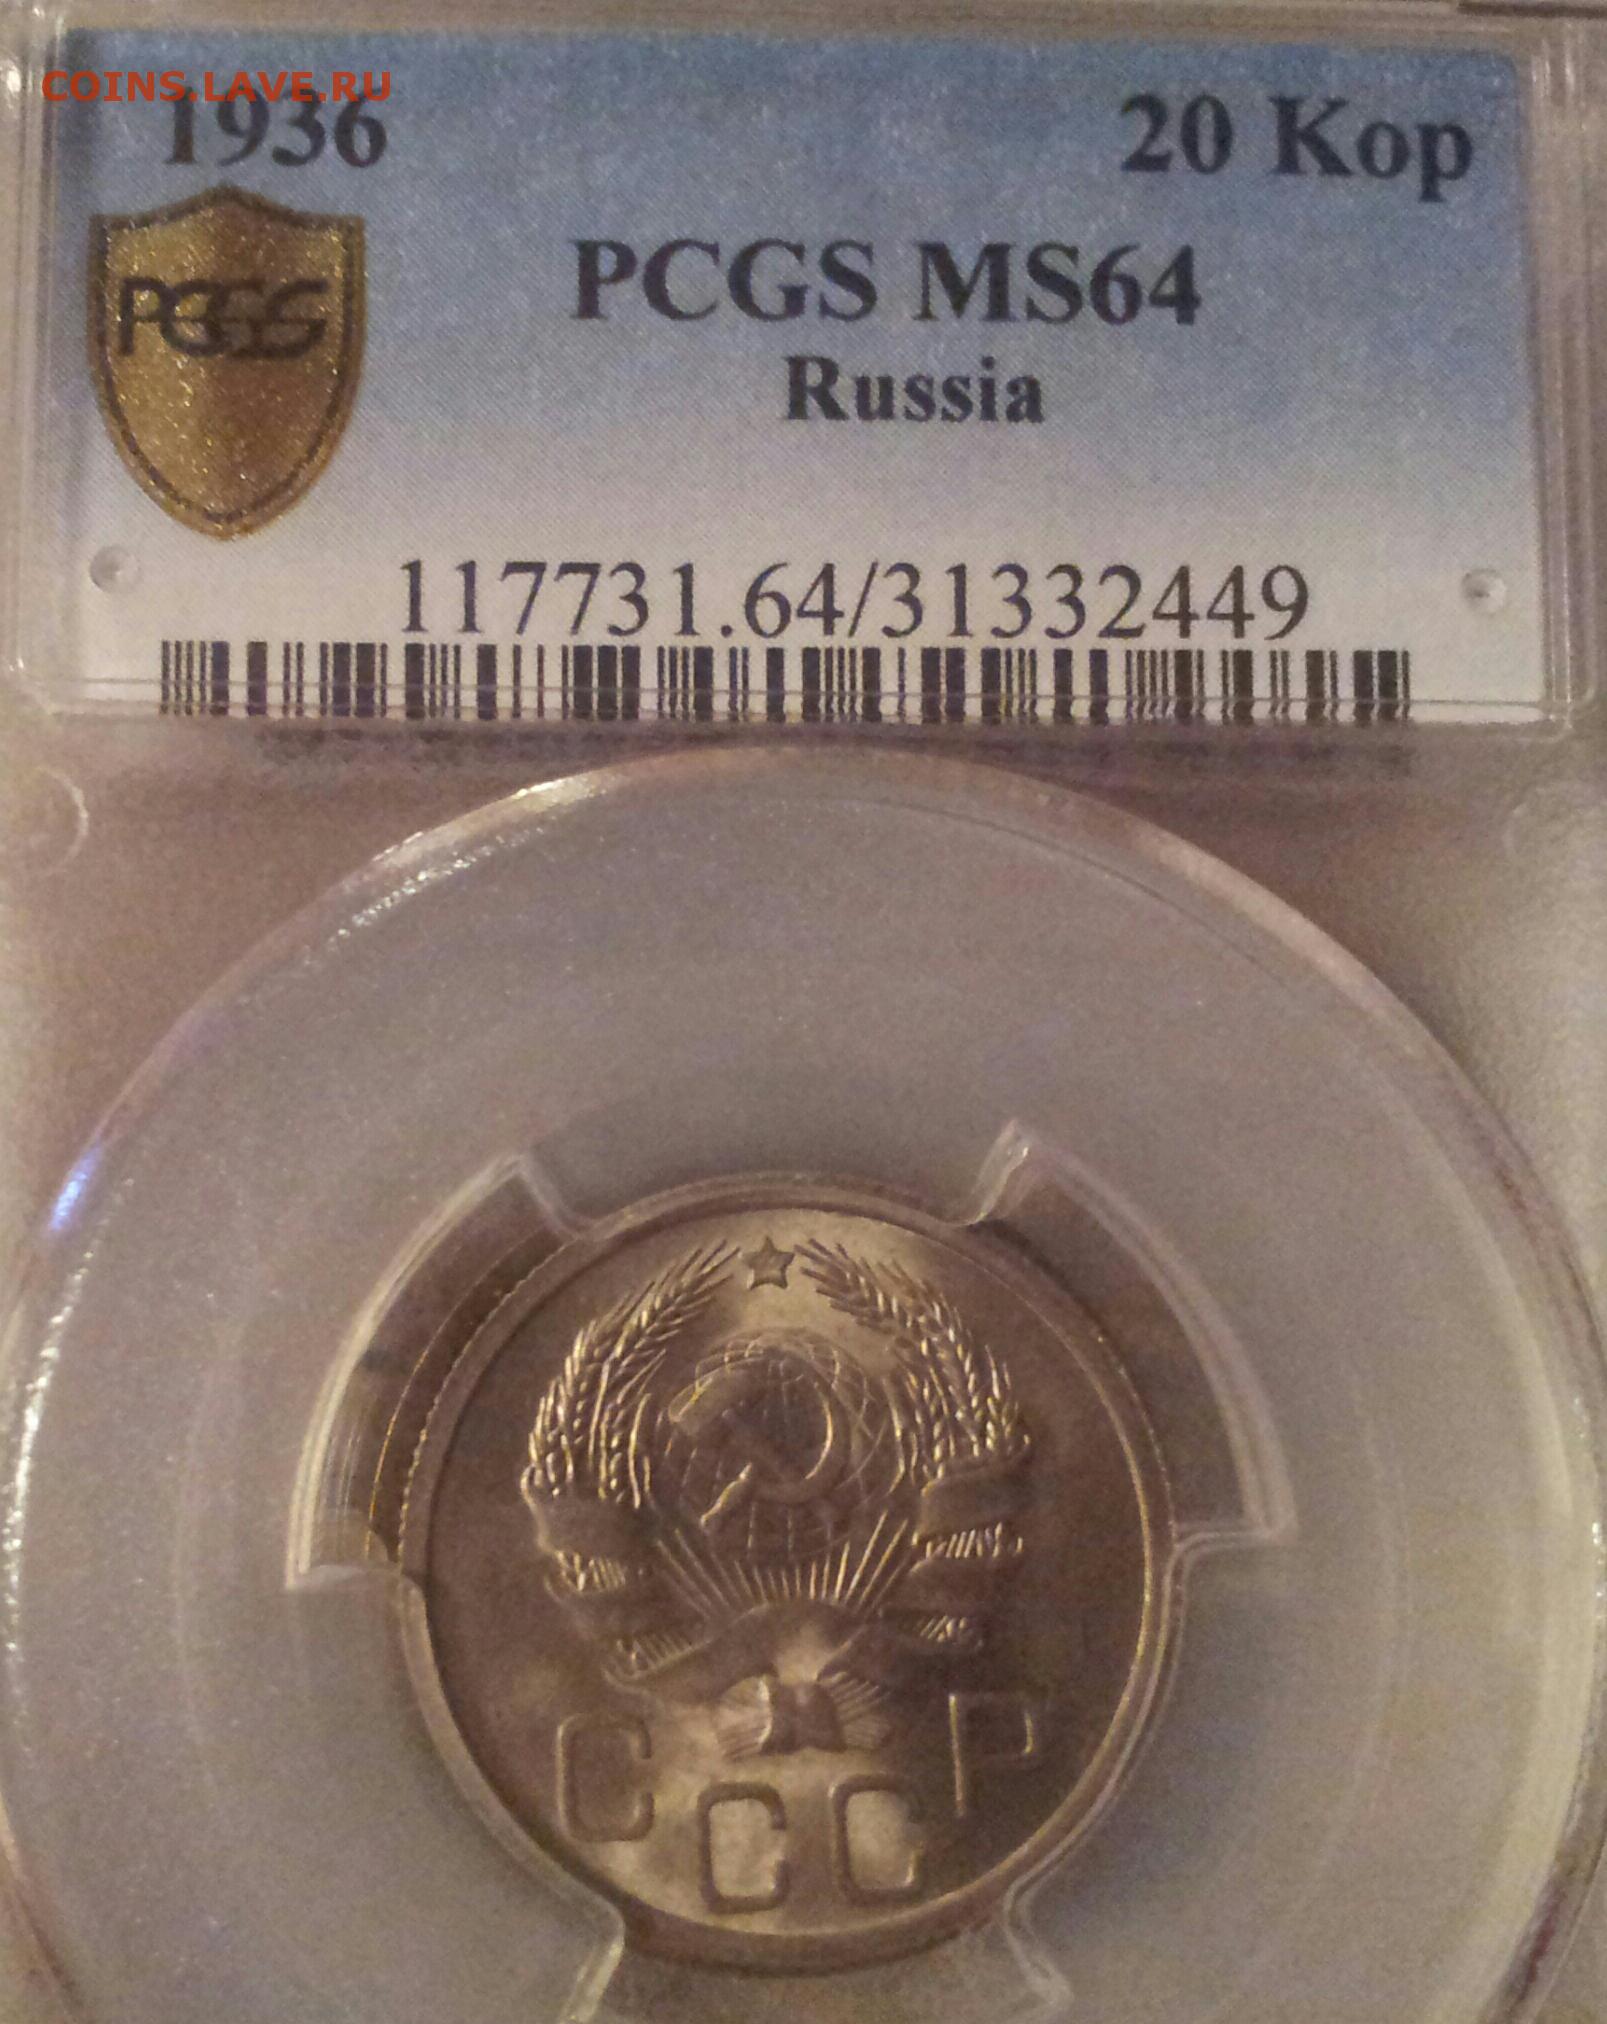 COINS.LAVE.RU
1936 20 Kop
PCGS
PCGS MS64
Russia
117731.64/31332449
СССР